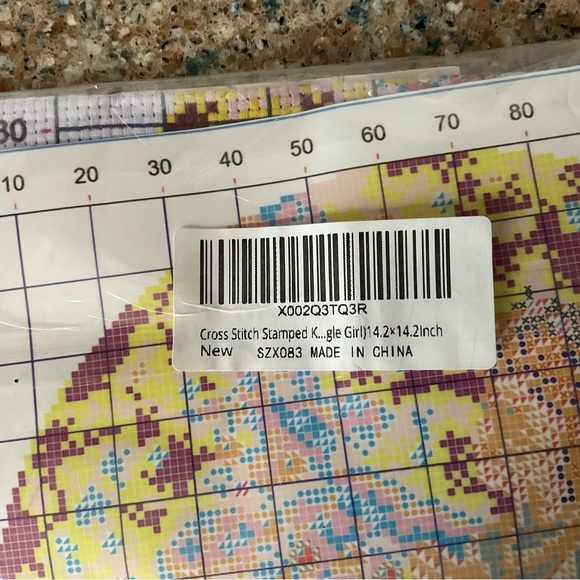 80
10 20 30 40 50 60 70 80
X002Q3TQ3R
Cross Stitch Stamped K...gle Girl)14.2×14.2Inch
New SZX083 MADE IN CHINA